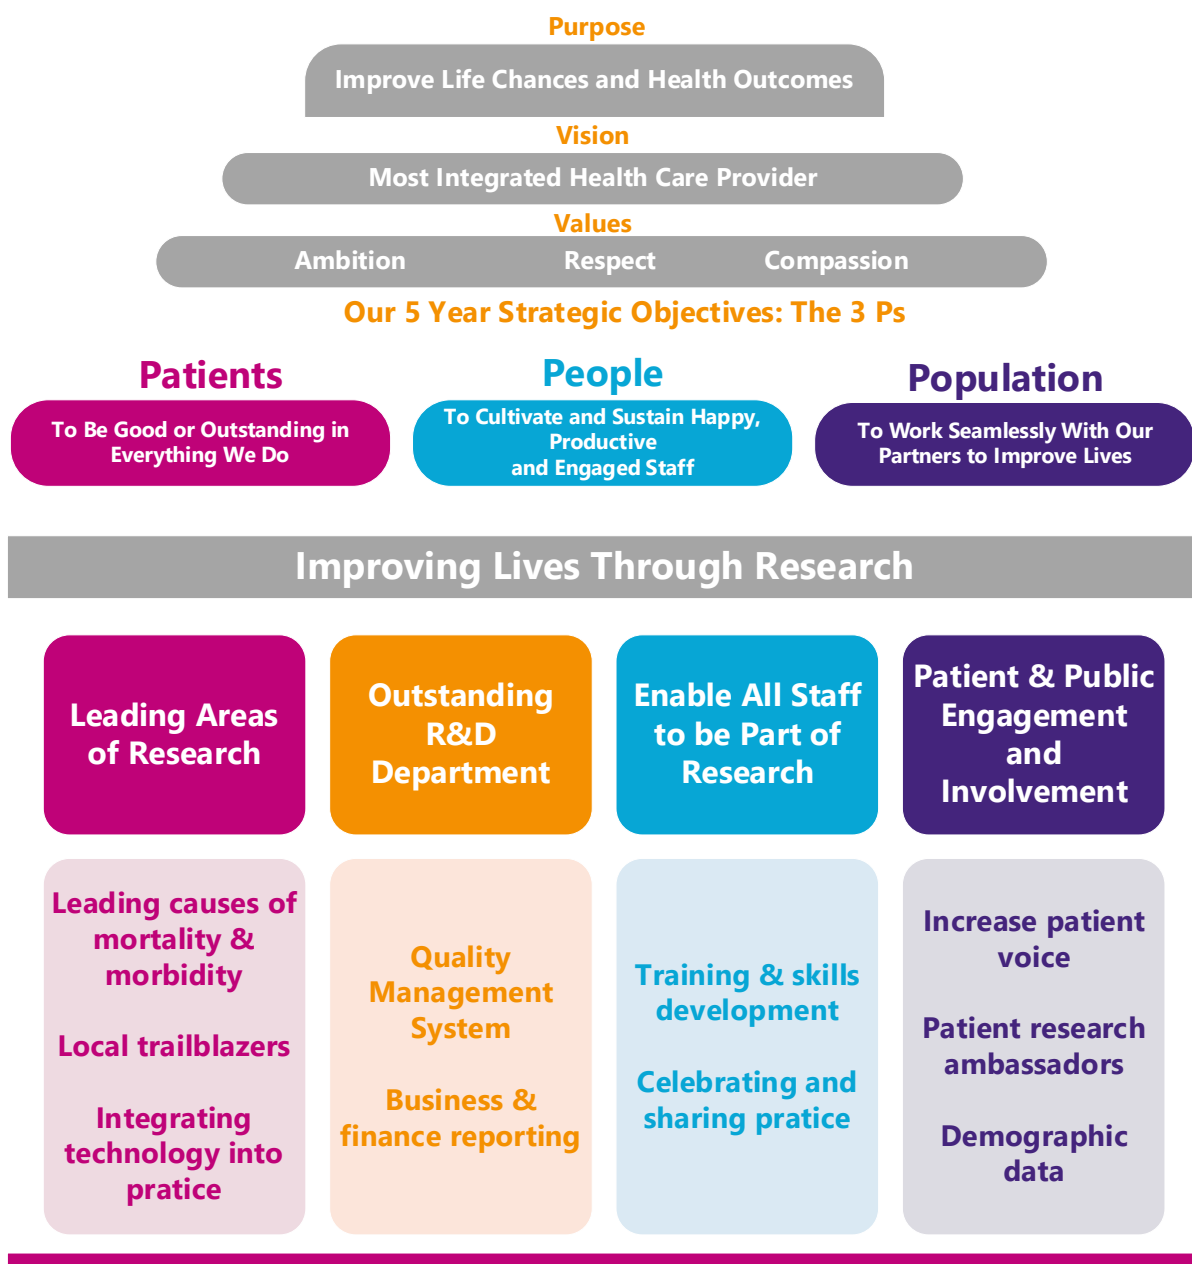 Purpose
Improve Life Chances and Health Outcomes
Vision
Most Integrated Health Care Provider
Values
Ambition Respect Compassion
Our 5 Year Strategic Objectives: The 3 Ps
Patients
To Be Good or Outstanding in
Everything We Do
People
To Cultivate and Sustain Happy,
Productive
and Engaged Staff
Population
To Work Seamlessly With Our
Partners to Improve Lives
Improving Lives Through Research
Leading Areas
of Research
Outstanding
R&D
Department
Enable All Staff
to be Part of
Research
Patient & Public
Engagement
and
Involvement
Leading causes of
mortality &
morbidity
Local trailblazers
Integrating
technology into
pratice
Quality
Management
System
Business &
finance reporting
Training & skills
development
Celebrating and
sharing pratice
Increase patient
voice
Patient research
ambassadors
Demographic
data